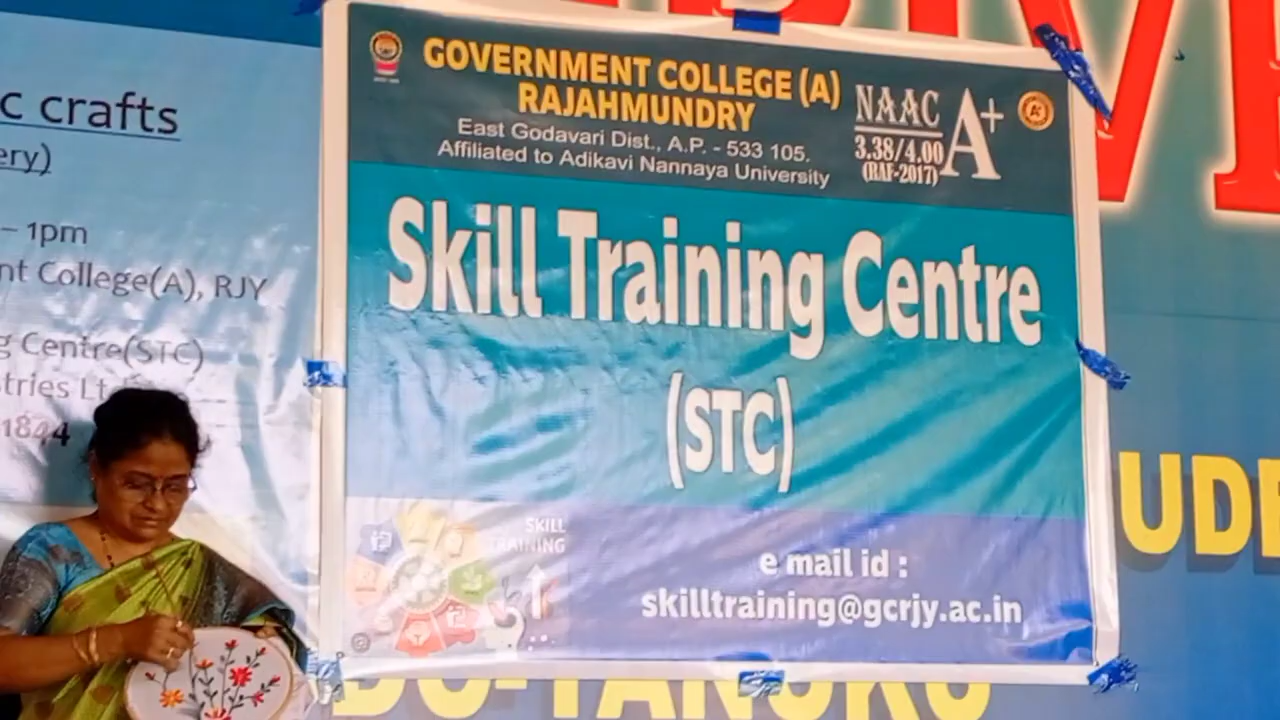 c crafts
ery)
– 1pm
nt College(A), RJY
g Centre(STC)
stries Lt
1844
GOVERNMENT COLLEGE (A)
RAJAHMUNDRY
East Godavari Dist., A.P. - 533 105.
Affiliated to Adikavi Nannaya University
NAAC
3.38/4.00
(RAF-2017)
A+
Skill Training Centre
(STC)
SKILL
TRAINING
e mail id :
skilltraining@gcrjy.ac.in
UDE